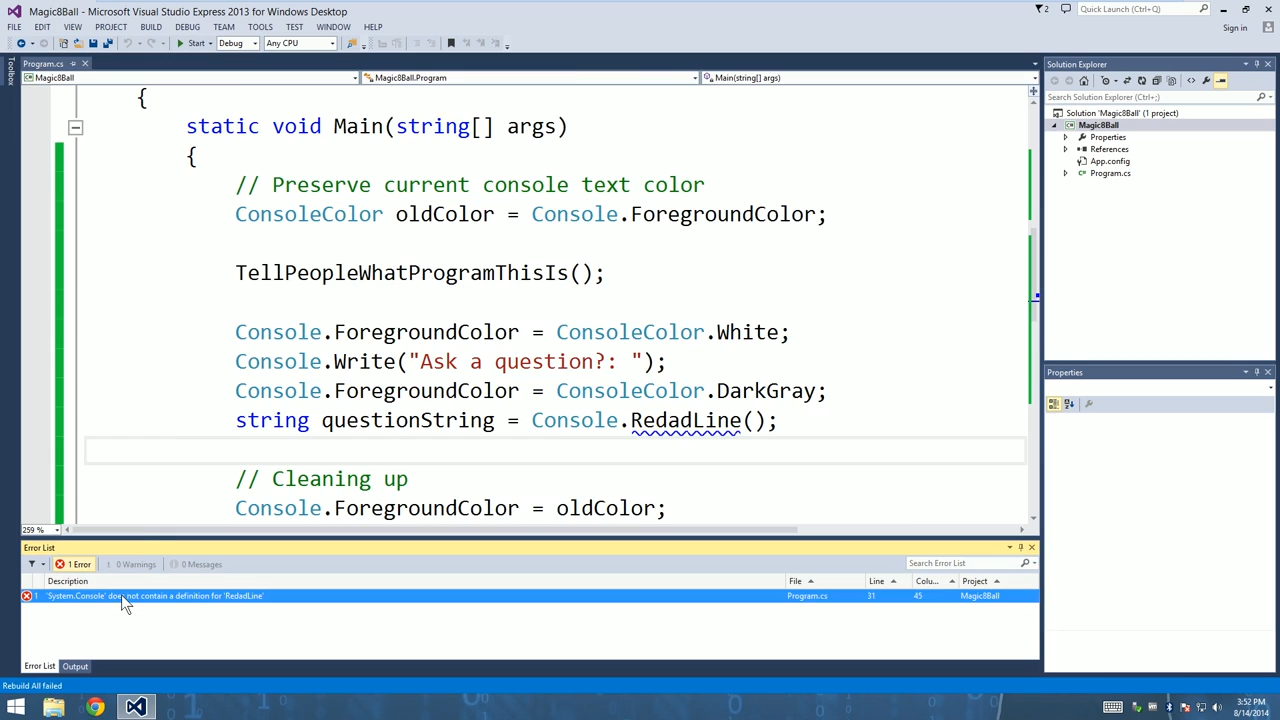 Magic8Ball - Microsoft Visual Studio Express 2013 for Windows Desktop
2
Quick Launch (Ctrl+Q)
FILE EDIT VIEW PROJECT BUILD DEBUG TEAM TOOLS TEST WINDOW HELP
Sign in
Start Debug Any CPU
Toolbox
Program.cs
Magic8Ball Magic8Ball.Program Main(string[] args)
{
static void Main(string[] args)
{
// Preserve current console text color
ConsoleColor oldColor = Console.ForegroundColor;
TellPeopleWhatProgramThisIs();
Console.ForegroundColor = ConsoleColor.White;
Console.Write("Ask a question?: ");
Console.ForegroundColor = ConsoleColor.DarkGray;
string questionString = Console.RedadLine();
// Cleaning up
Console.ForegroundColor = oldColor;
259 %
Error List
1 Error 0 Warnings 0 Messages
Search Error List
Description File Line Colu... Project
1 'System.Console' does not contain a definition for 'RedadLine' Program.cs 31 45 Magic8Ball
Error List Output
Solution Explorer
Search Solution Explorer (Ctrl+;)
Solution 'Magic8Ball' (1 project)
Magic8Ball
Properties
References
App.config
Program.cs
Properties
Rebuild All failed
3:52 PM
8/14/2014